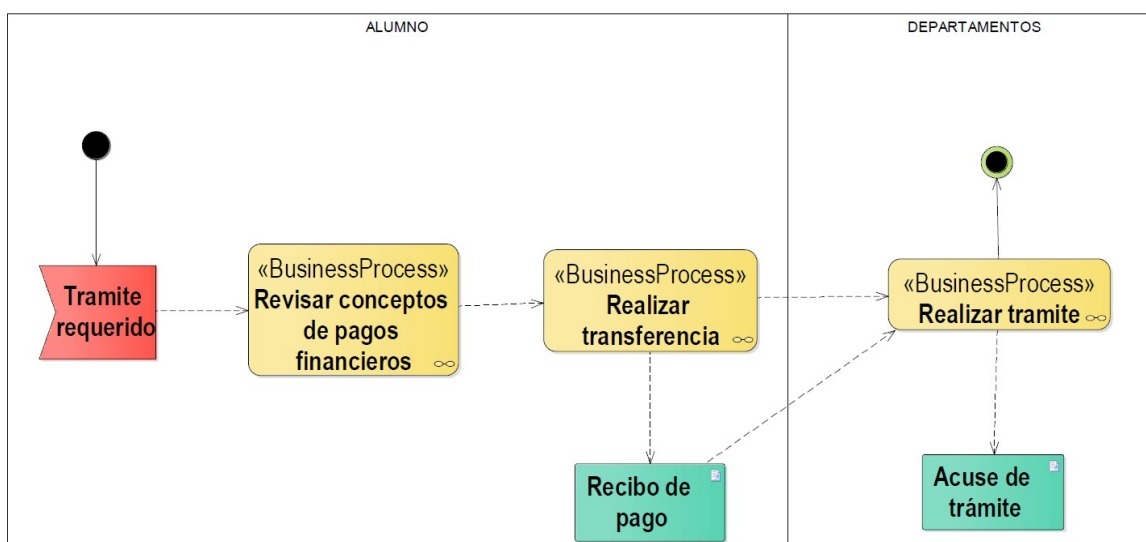 ALUMNO
DEPARTAMENTOS
Tramite
requerido
«BusinessProcess»
Revisar conceptos
de pagos
financieros
«BusinessProcess»
Realizar
transferencia
«BusinessProcess»
Realizar tramite
Recibo de
pago
Acuse de
trámite